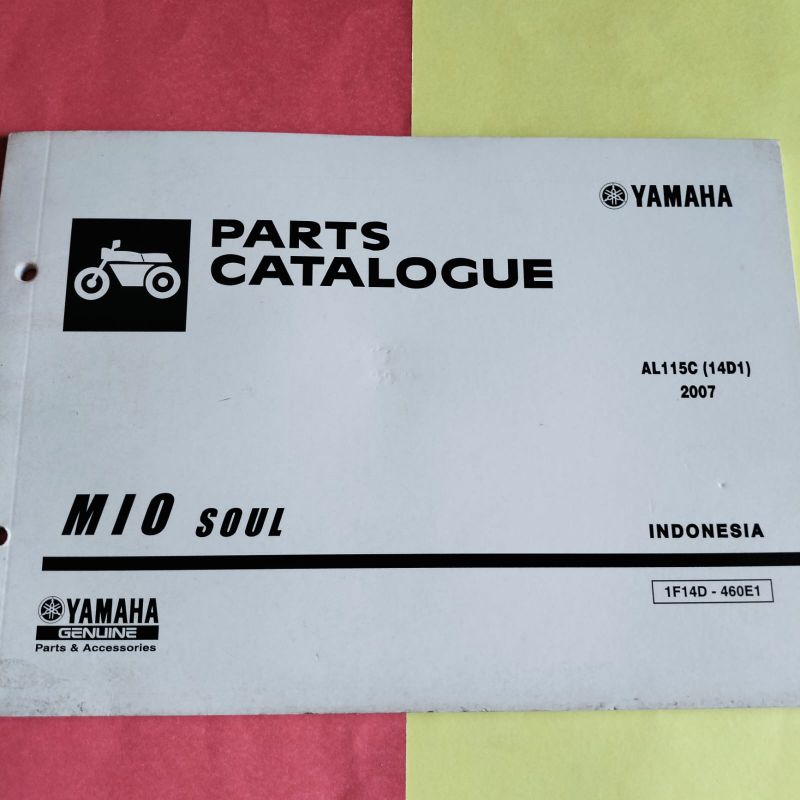 YAMAHA
PARTS
CATALOGUE
AL115C (14D1)
2007
MIO SOUL
INDONESIA
1F14D - 460E1
YAMAHA
GENUINE
Parts & Accessories